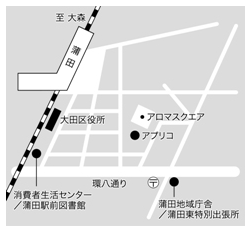 至 大森
蒲田
大田区役所
アロマスクエア
アプリコ
環八通り
〒
消費者生活センター
/蒲田駅前図書館
蒲田地域庁舎
/蒲田東特別出張所